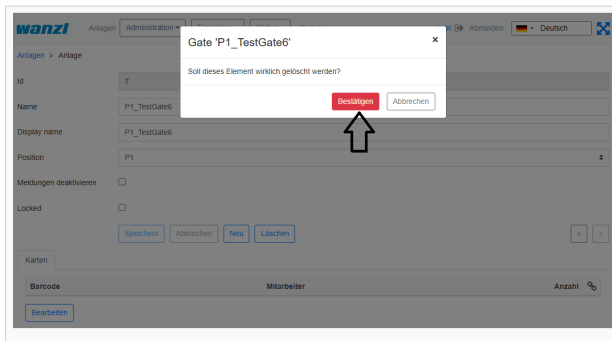 wanzl Anlagen Administration Abmelden Deutsch
Gate 'P1_TestGate6' ×
Soll dieses Element wirklich gelöscht werden?
Bestätigen Abbrechen
Anlagen > Anlage
Id 7
Name P1_TestGate6
Display name P1_TestGate6
Position P1
Meldungen deaktivieren
Locked
Speichern Abbrechen Neu Löschen < >
Karten
Barcode Mitarbeiter Anzahl
Bearbeiten